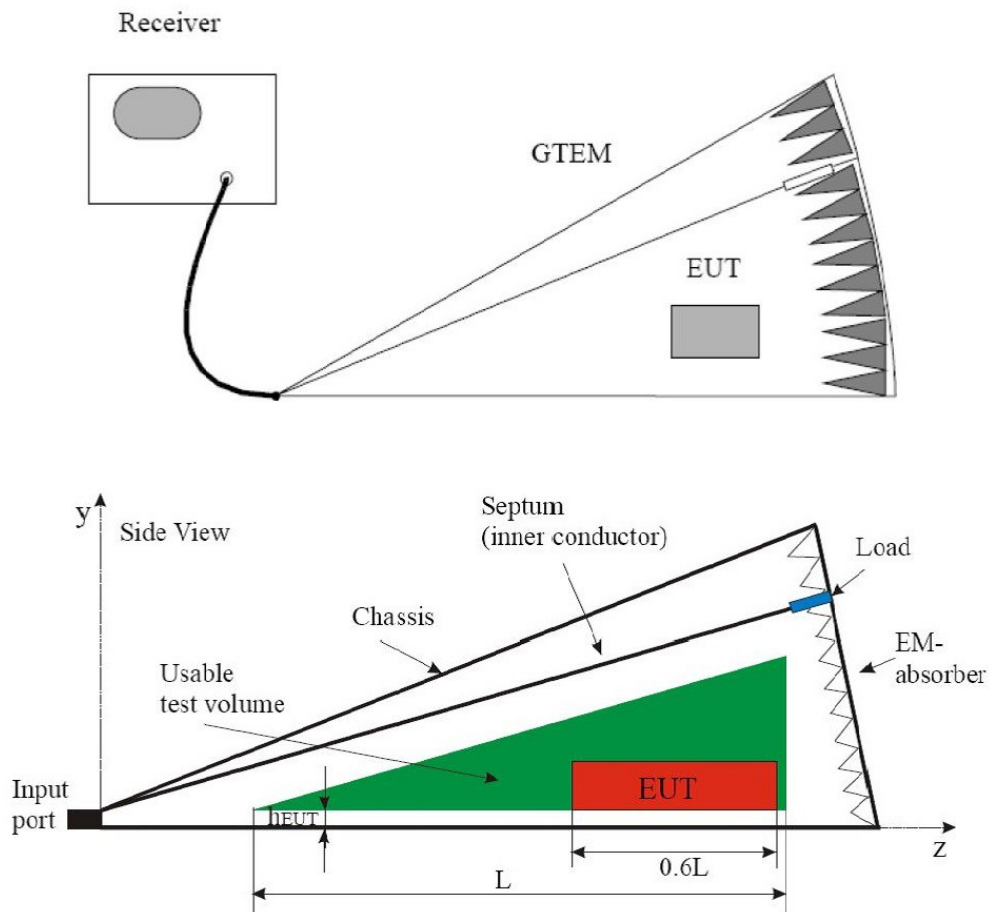 Receiver
GTEM
EUT
y
Side View
Septum
(inner conductor)
Load
Chassis
EM-
absorber
Usable
test volume
Input
port
EUT
hEUT
z
0.6L
L